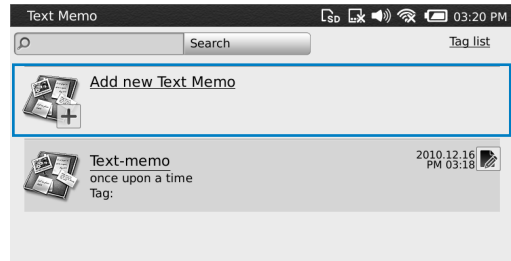 Text Memo SD 03:20 PM
Search Tag list
Add new Text Memo
Text-memo 2010.12.16
once upon a time PM 03:18
Tag: